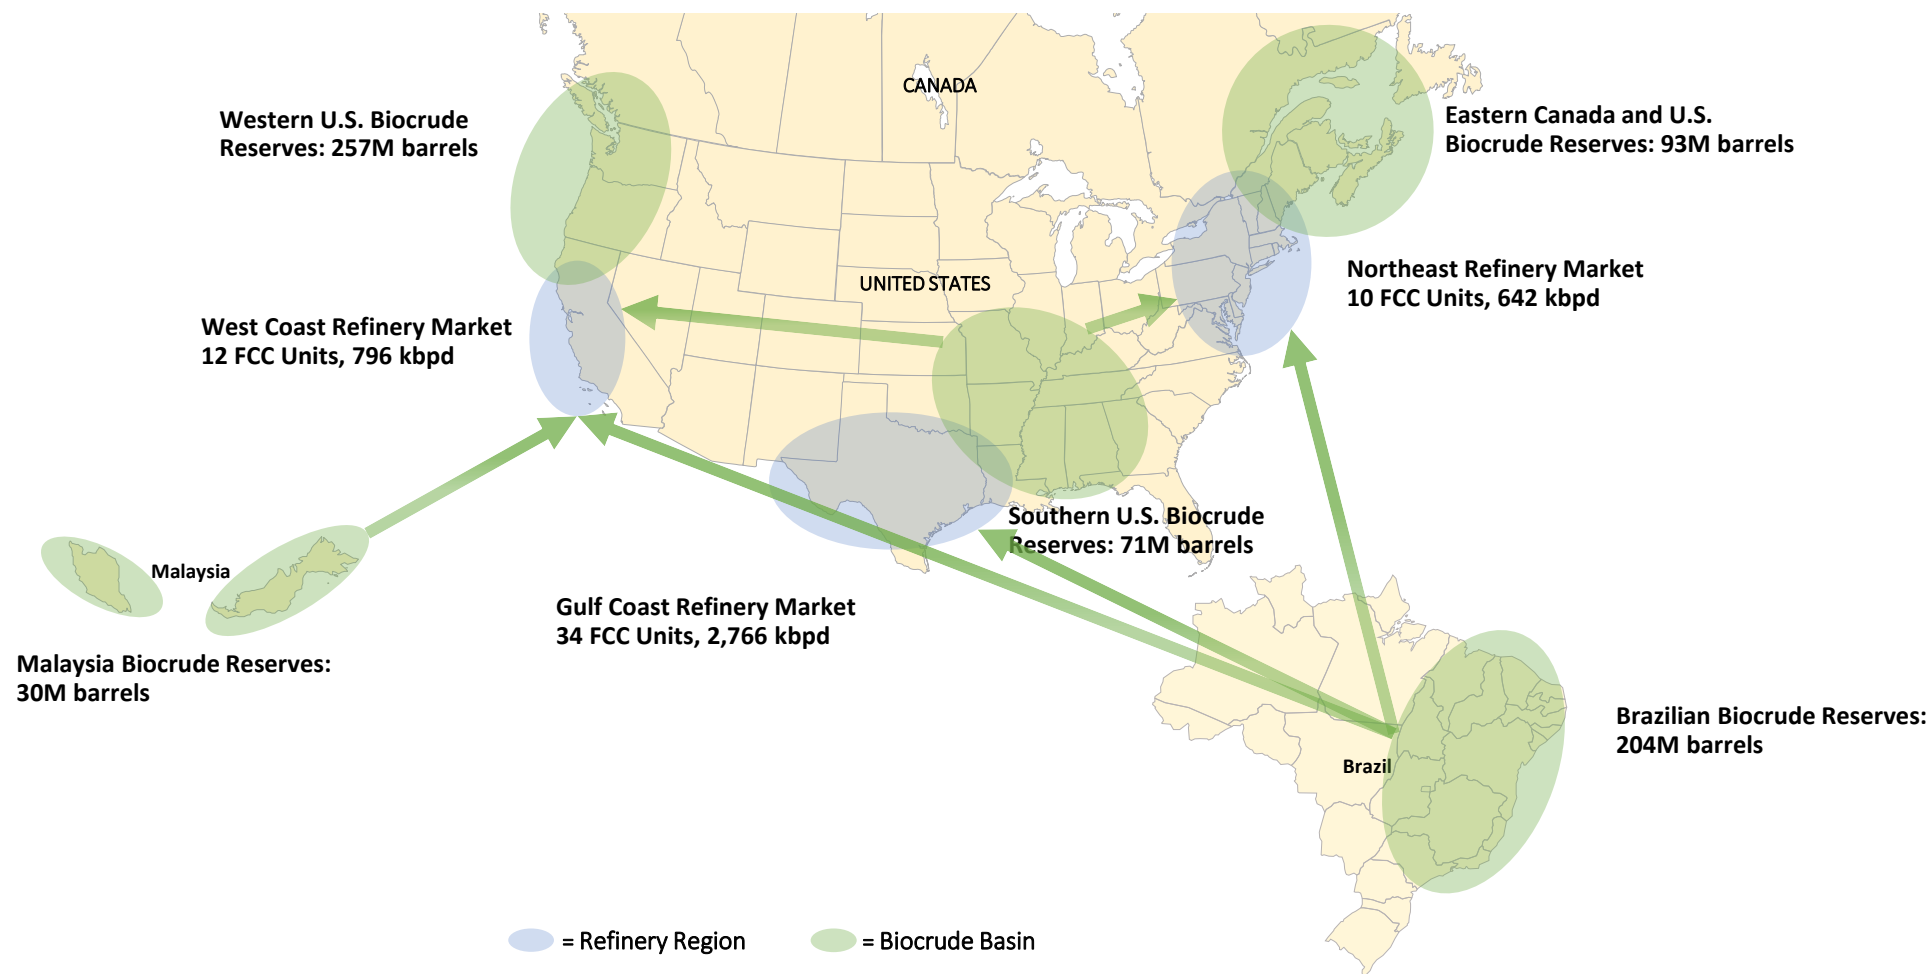 CANADA
Western U.S. Biocrude
Reserves: 257M barrels
Eastern Canada and U.S.
Biocrude Reserves: 93M barrels
UNITED STATES
Northeast Refinery Market
10 FCC Units, 642 kbpd
West Coast Refinery Market
12 FCC Units, 796 kbpd
Southern U.S. Biocrude
Reserves: 71M barrels
Malaysia
Gulf Coast Refinery Market
34 FCC Units, 2,766 kbpd
Malaysia Biocrude Reserves:
30M barrels
Brazilian Biocrude Reserves:
204M barrels
Brazil
= Refinery Region
= Biocrude Basin